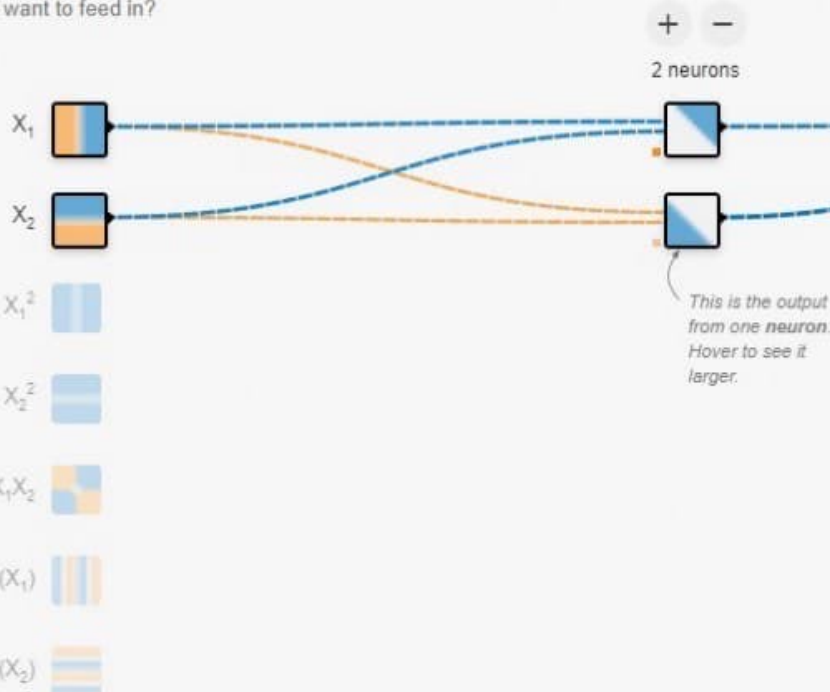 want to feed in?
+ −
2 neurons
X₁
X₂
X₁²
X₂²
X₁X₂
(X₁)
(X₂)
This is the output
from one neuron.
Hover to see it
larger.